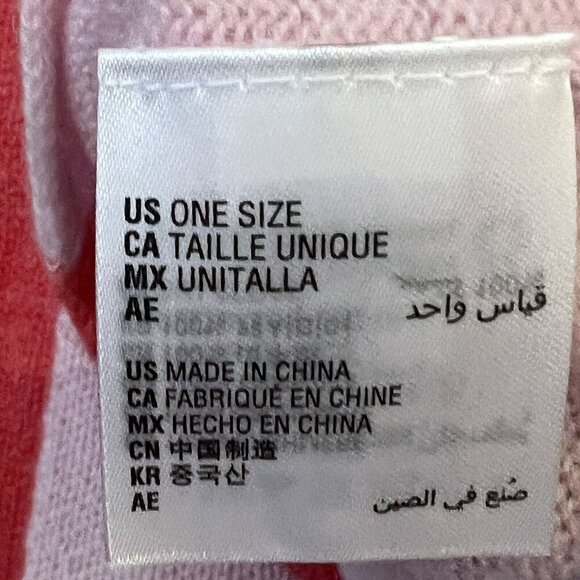 US ONE SIZE
CA TAILLE UNIQUE
MX UNITALLA
AE قياس واحد
US MADE IN CHINA
CA FABRIQUÉ EN CHINE
MX HECHO EN CHINA
CN 中国制造
KR 중국산
AE صُنع في الصين